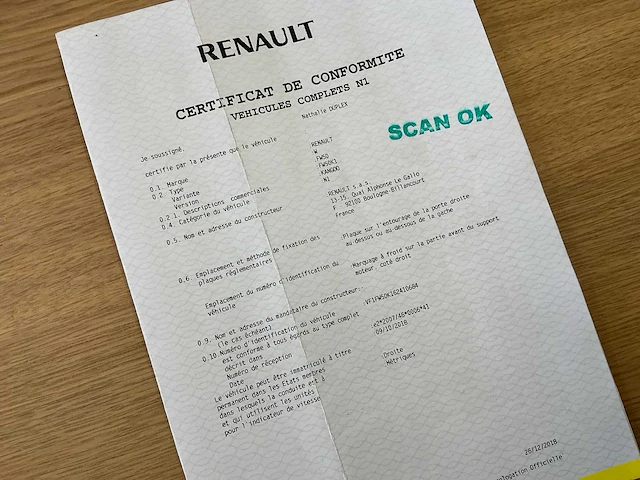 RENAULT
CERTIFICAT DE CONFORMITE
VEHICULES COMPLETS N1
Nathalie DUPLEX
SCAN OK
Je soussigné,
certifie par la présente que le véhicule
0.1. Marque RENAULT
0.2. Type W
Variante FW50
Version
0.2.1. Descriptions commerciales :KANGOO
0.4. Catégorie du véhicule :N1
0.5. Nom et adresse du constructeur :RENAULT s.a.s.
13-15, Quai Alphonse Le Gallo
F - 92100 Boulogne-Billancourt
France
0.6. Emplacement et méthode de fixation des :Plaque sur l'entourage de la porte droite
plaques réglementaires au-dessus ou au-dessous de la gache
Emplacement du numéro d'identification du :Marquage à froid sur la partie avant du support
véhicule moteur, coté droit
0.9. Nom et adresse du mandataire du constructeur:
(le cas échéant)
0.10. Numéro d'identification du véhicule
est conforme à tous égards au type complet
décrit dans
Numéro de réception :e2*2007/46*0006*41
Date 09/10/2018
Le véhicule peut être immatriculé à titre
permanent dans les Etats membres
dans lesquels la conduite est à :Droite
et qui utilisent les unités :Métriques
pour l'indicateur de vitesse
26/12/2018
Officielle